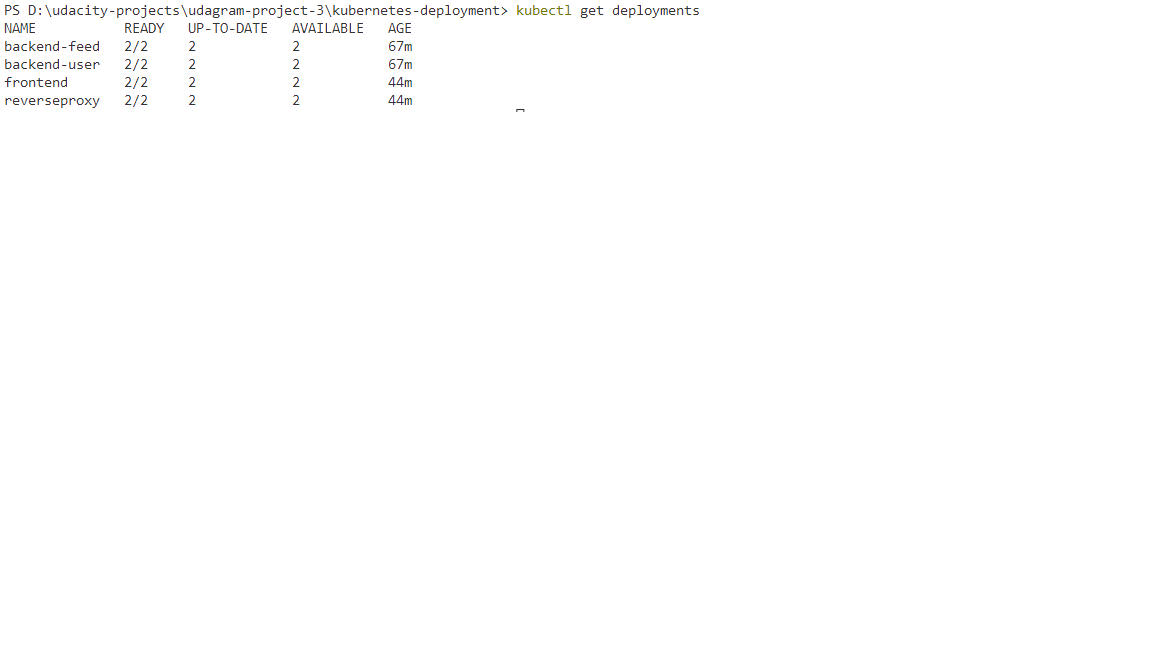 PS D:\udacity-projects\udagram-project-3\kubernetes-deployment> kubectl get deployments
NAME           READY   UP-TO-DATE   AVAILABLE   AGE
backend-feed   2/2     2            2           67m
backend-user   2/2     2            2           67m
frontend       2/2     2            2           44m
reverseproxy   2/2     2            2           44m